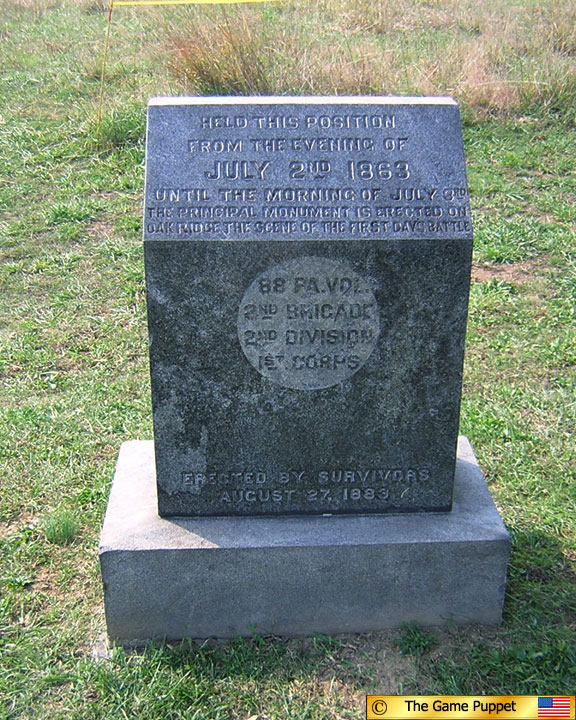 HELD THIS POSITION
FROM THE EVENING OF
JULY 2ND 1863
UNTIL THE MORNING OF JULY 3RD
THE PRINCIPAL MONUMENT IS ERECTED ON
OAK RIDGE THE SCENE OF THE FIRST DAYS BATTLE
88 PA. VOL.
2ND BRIGADE
2ND DIVISION
1ST CORPS
ERECTED BY SURVIVORS
AUGUST 27, 1883
© The Game Puppet